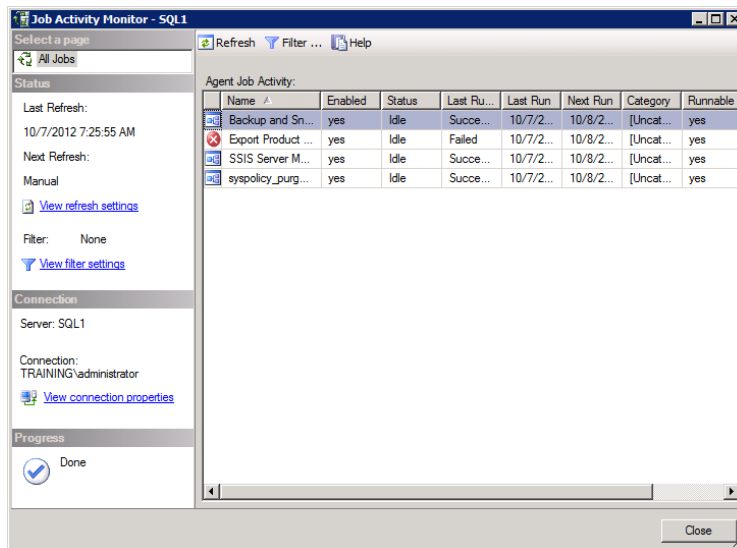 Job Activity Monitor - SQL1
Select a page
All Jobs
Status
Last Refresh:
10/7/2012 7:25:55 AM
Next Refresh:
Manual
View refresh settings
Filter: None
View filter settings
Connection
Server: SQL1
Connection:
TRAINING\administrator
View connection properties
Progress
Done
Refresh Filter ... Help
Agent Job Activity:
Name Enabled Status Last Ru... Last Run Next Run Category Runnable
Backup and Sn... yes Idle Succe... 10/7/2... 10/8/2... [Uncat... yes
Export Product ... yes Idle Failed 10/7/2... 10/8/2... [Uncat... yes
SSIS Server M... yes Idle Succe... 10/7/2... 10/8/2... [Uncat... yes
syspolicy_purg... yes Idle Succe... 10/7/2... 10/8/2... [Uncat... yes
Close